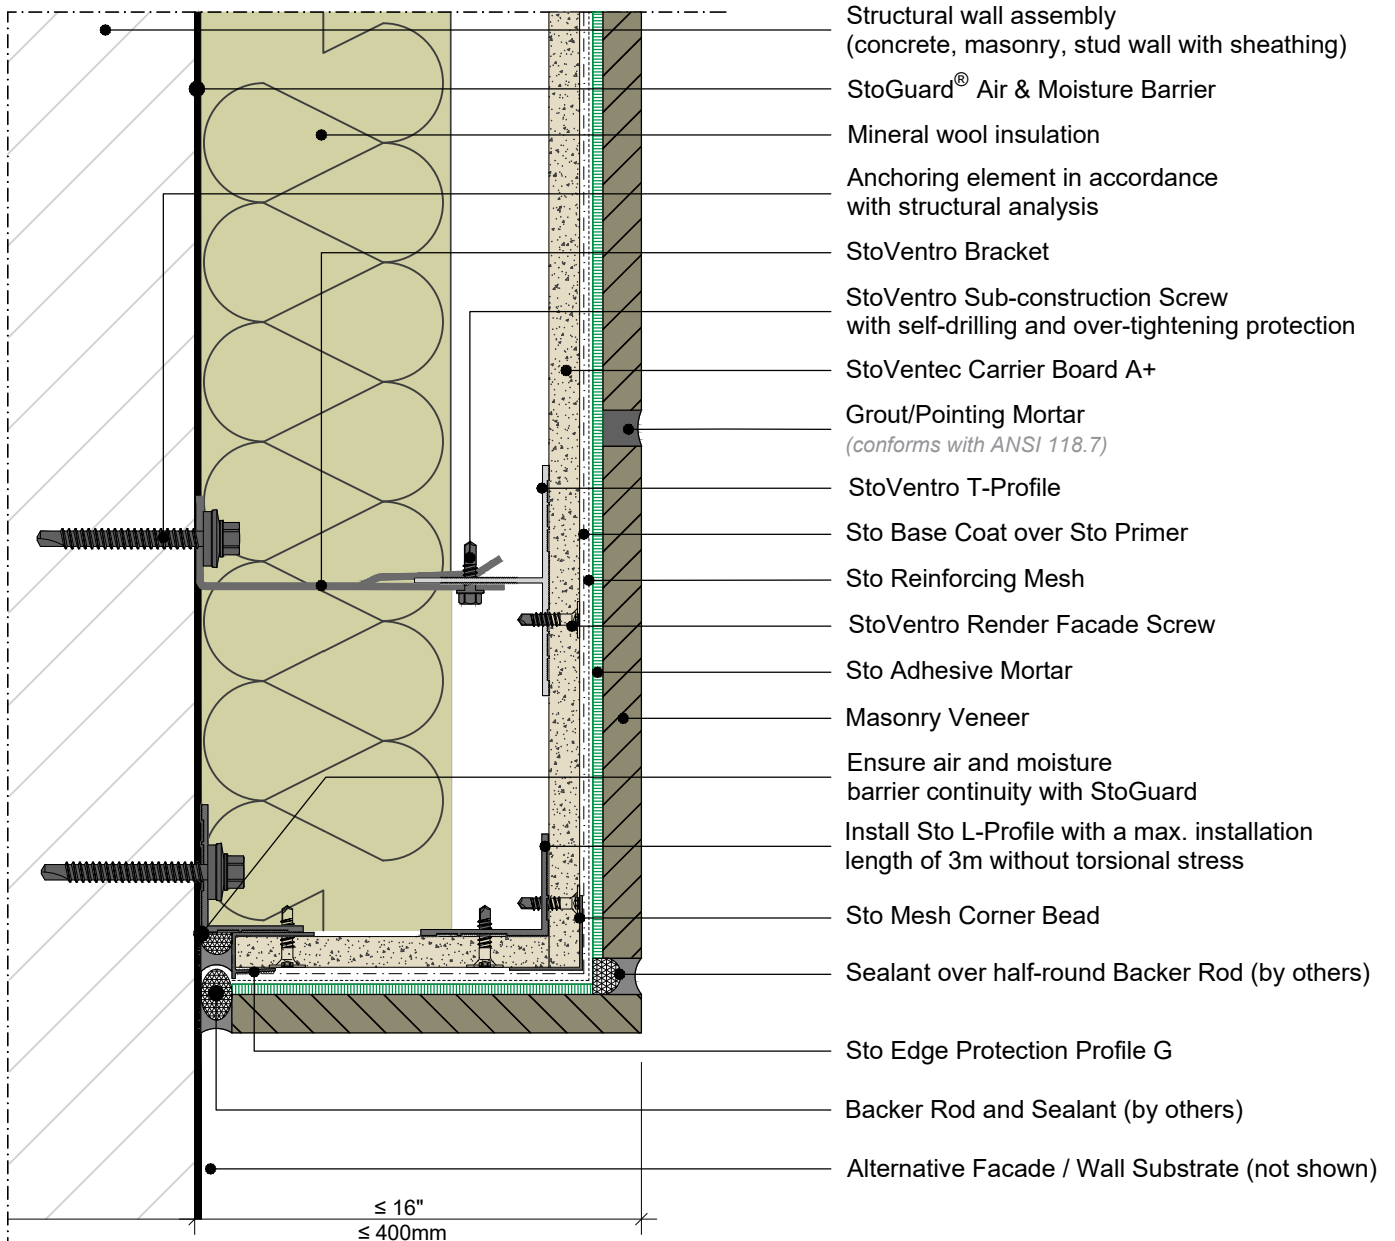 Structural wall assembly
(concrete, masonry, stud wall with sheathing)
StoGuard® Air & Moisture Barrier
Mineral wool insulation
Anchoring element in accordance
with structural analysis
StoVentro Bracket
StoVentro Sub-construction Screw
with self-drilling and over-tightening protection
StoVentec Carrier Board A+
Grout/Pointing Mortar
(conforms with ANSI 118.7)
StoVentro T-Profile
Sto Base Coat over Sto Primer
Sto Reinforcing Mesh
StoVentro Render Facade Screw
Sto Adhesive Mortar
Masonry Veneer
Ensure air and moisture
barrier continuity with StoGuard
Install Sto L-Profile with a max. installation
length of 3m without torsional stress
Sto Mesh Corner Bead
Sealant over half-round Backer Rod (by others)
Sto Edge Protection Profile G
Backer Rod and Sealant (by others)
Alternative Facade / Wall Substrate (not shown)
≤ 16"
≤ 400mm